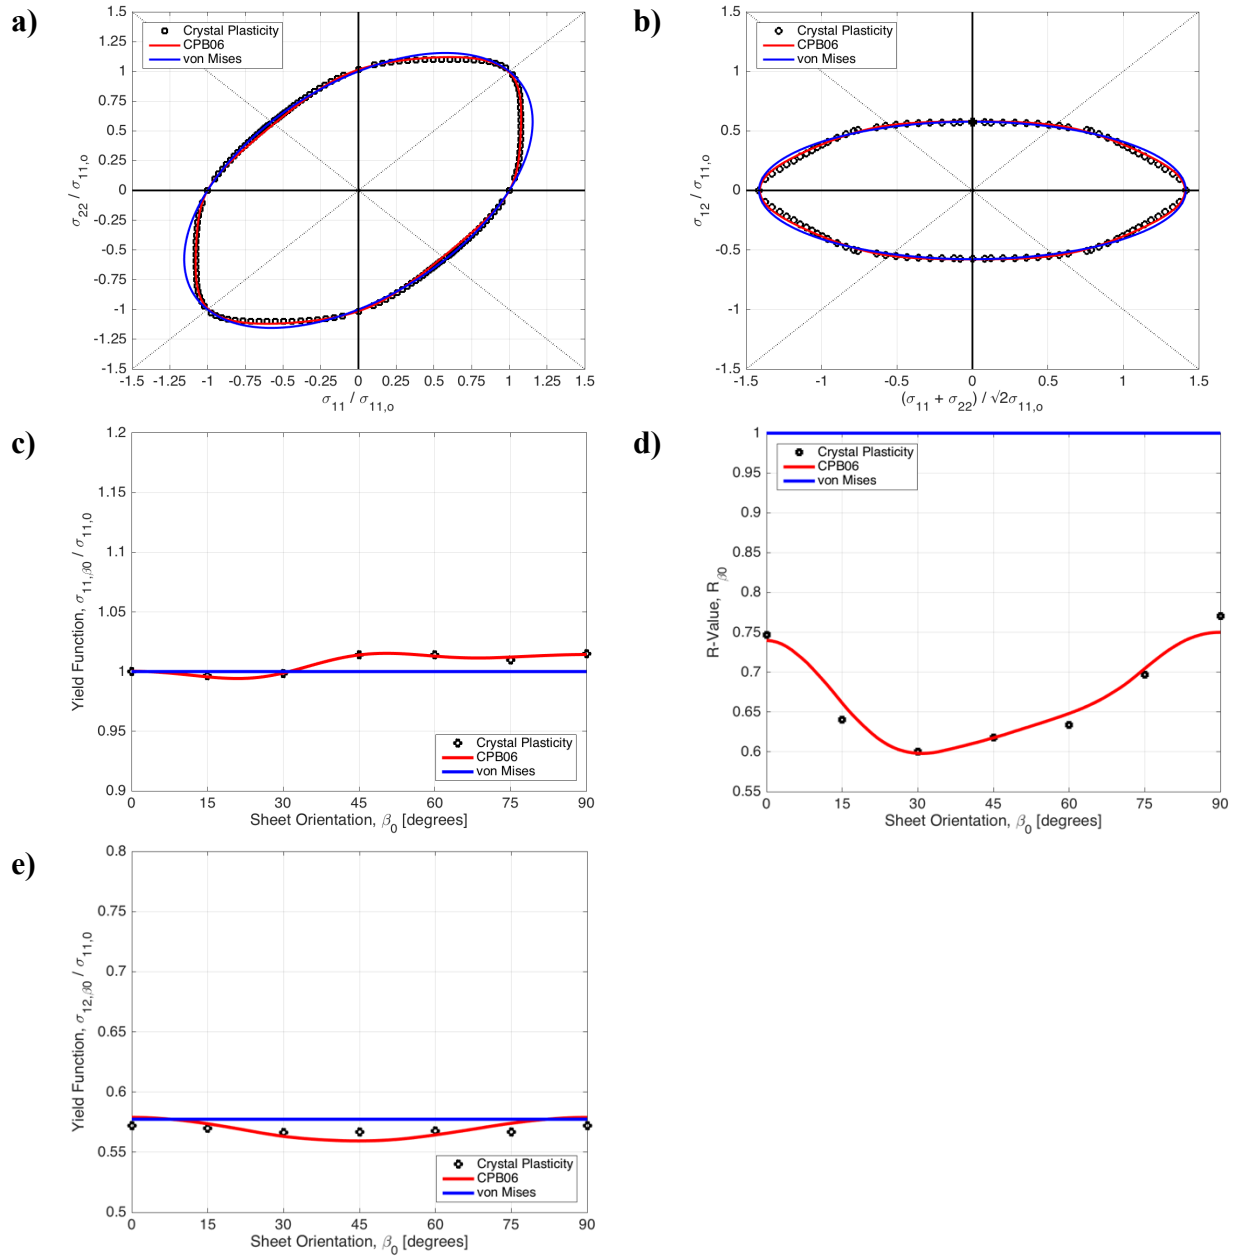 a)
Crystal Plasticity
CPB06
von Mises
1.5
1.25
1
0.75
0.5
0.25
0
-0.25
-0.5
-0.75
-1
-1.25
-1.5
σ22 / σ11,o
-1.5 -1.25 -1 -0.75 -0.5 -0.25 0 0.25 0.5 0.75 1 1.25 1.5
σ11 / σ11,o
b)
Crystal Plasticity
CPB06
von Mises
1.5
1
0.5
0
-0.5
-1
-1.5
σ12 / σ11,o
-1.5 -1 -0.5 0 0.5 1 1.5
(σ11 + σ22) / √2σ11,o
c)
1.2
1.15
1.1
1.05
1
0.95
0.9
Yield Function, σ11,β0 / σ11,0
Crystal Plasticity
CPB06
von Mises
0 15 30 45 60 75 90
Sheet Orientation, β0 [degrees]
d)
1
0.95
0.9
0.85
0.8
0.75
0.7
0.65
0.6
0.55
R-Value, Rβ0
Crystal Plasticity
CPB06
von Mises
0 15 30 45 60 75 90
Sheet Orientation, β0 [degrees]
e)
0.8
0.75
0.7
0.65
0.6
0.55
0.5
Yield Function, σ12,β0 / σ11,0
Crystal Plasticity
CPB06
von Mises
0 15 30 45 60 75 90
Sheet Orientation, β0 [degrees]